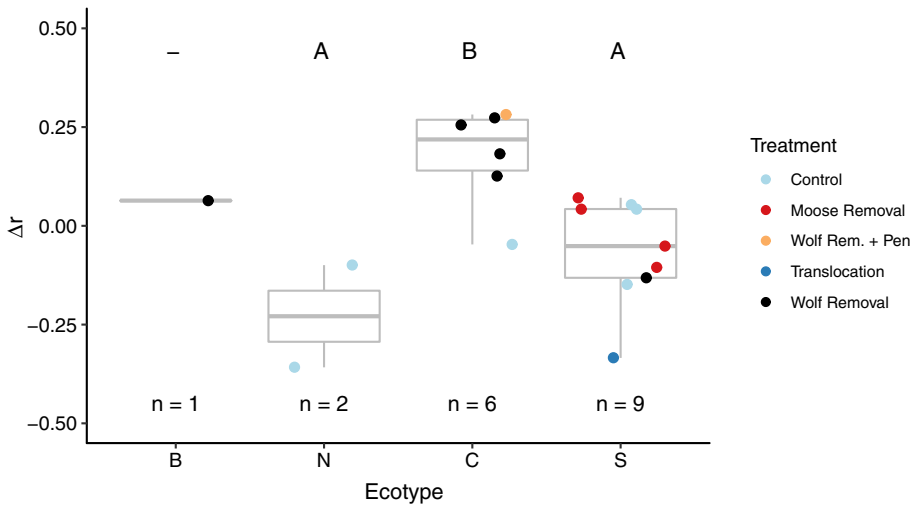 0.50
0.25
0.00
−0.25
−0.50
Δr
– A B A
n = 1 n = 2 n = 6 n = 9
B N C S
Ecotype
Treatment
Control
Moose Removal
Wolf Rem. + Pen
Translocation
Wolf Removal